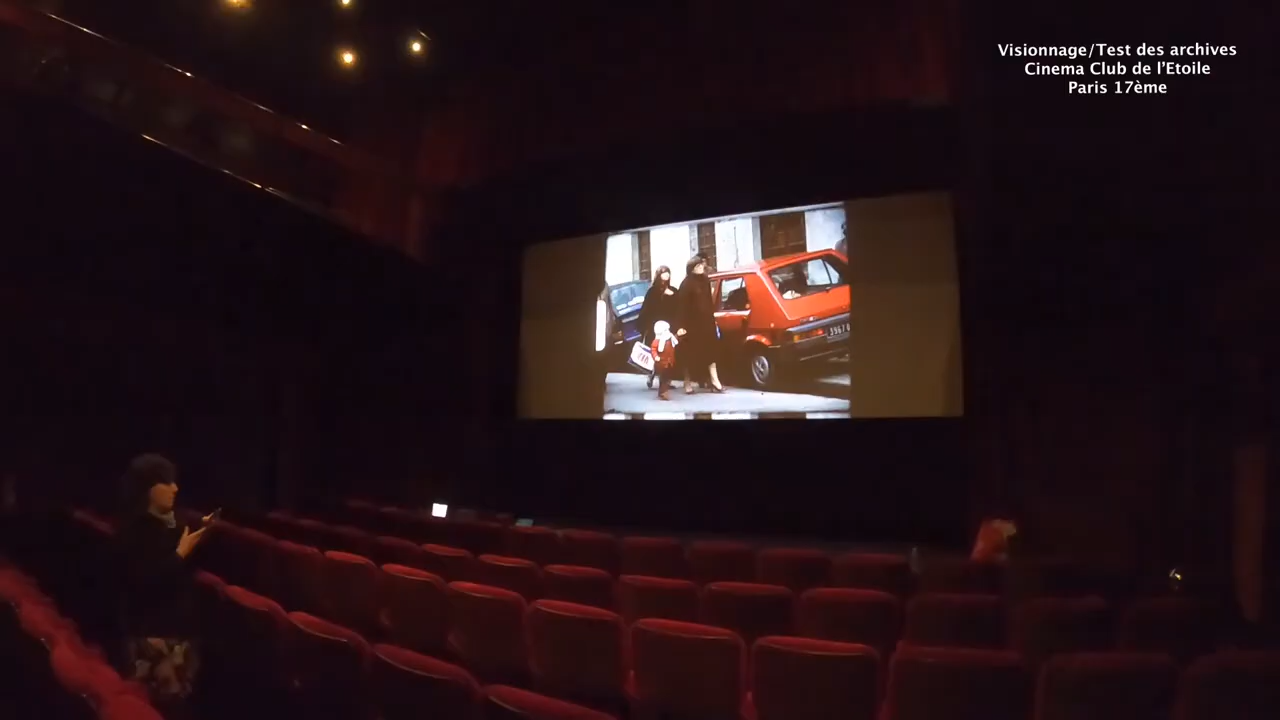 Visionnage/Test des archives
Cinema Club de l'Etoile
Paris 17ème